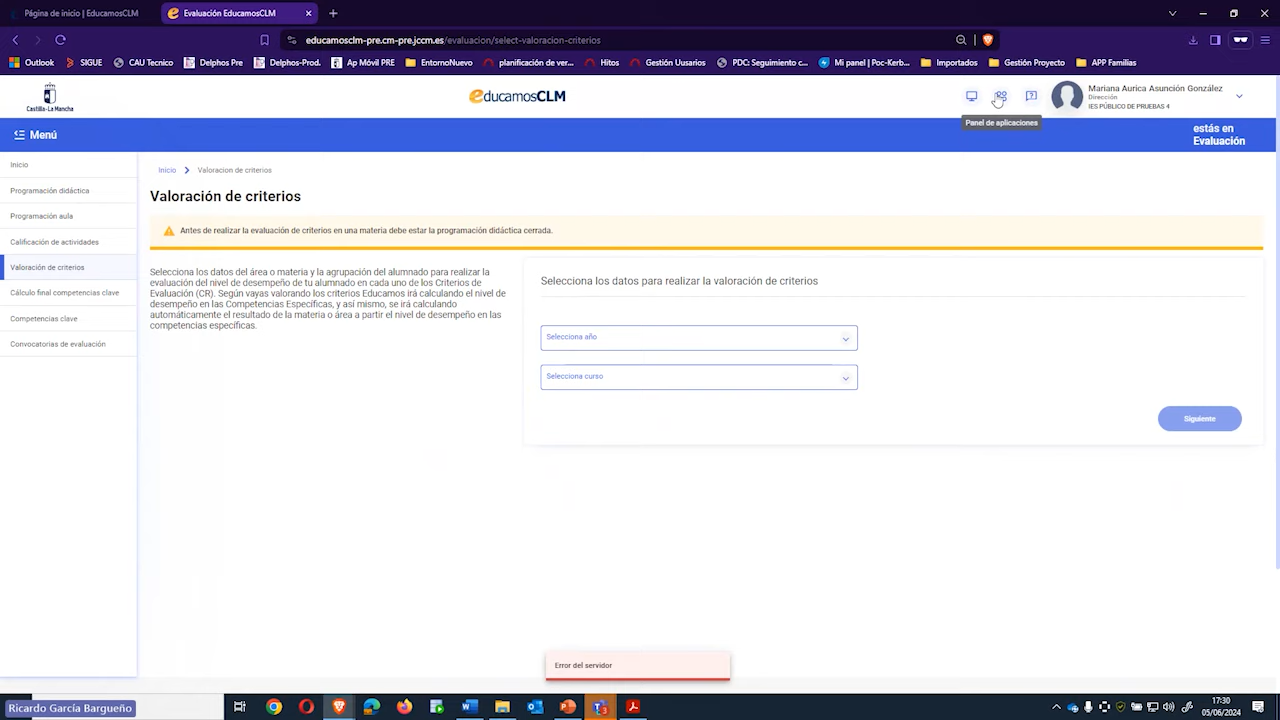 Página de inicio | EducamosCLM
Evaluación EducamosCLM
educamosclm-pre.cm-pre.jccm.es/evaluacion/select-valoracion-criterios
Outlook
SIGUE
CAU Tecnico
Delphos Pre
Delphos-Prod.
Ap Móvil PRE
EntornoNuevo
planificación de ver...
Hitos
Gestión Usuarios
PDC: Seguimiento c...
Mi panel | Poc-Kerb...
Importados
Gestión Proyecto
APP Familias
Castilla-La Mancha
educamosCLM
Mariana Aurica Asunción González
Dirección
IES.PÚBLICO DE PRUEBAS 4
Panel de aplicaciones
Menú
estás en
Evaluación
Inicio
Programación didáctica
Programación aula
Calificación de actividades
Valoración de criterios
Cálculo final competencias clave
Competencias clave
Convocatorias de evaluación
Inicio
Valoracion de criterios
Valoración de criterios
Antes de realizar la evaluación de criterios en una materia debe estar la programación didáctica cerrada.
Selecciona los datos del área o materia y la agrupación del alumnado para realizar la
evaluación del nivel de desempeño de tu alumnado en cada uno de los Criterios de
Evaluación (CR). Según vayas valorando los criterios Educamos irá calculando el nivel de
desempeño en las Competencias Específicas, y así mismo, se irá calculando
automáticamente el resultado de la materia o área a partir el nivel de desempeño en las
competencias específicas.
Selecciona los datos para realizar la valoración de criterios
Selecciona año
Selecciona curso
Siguiente
Error del servidor
Ricardo García Bargueño
17:30
05/06/2024